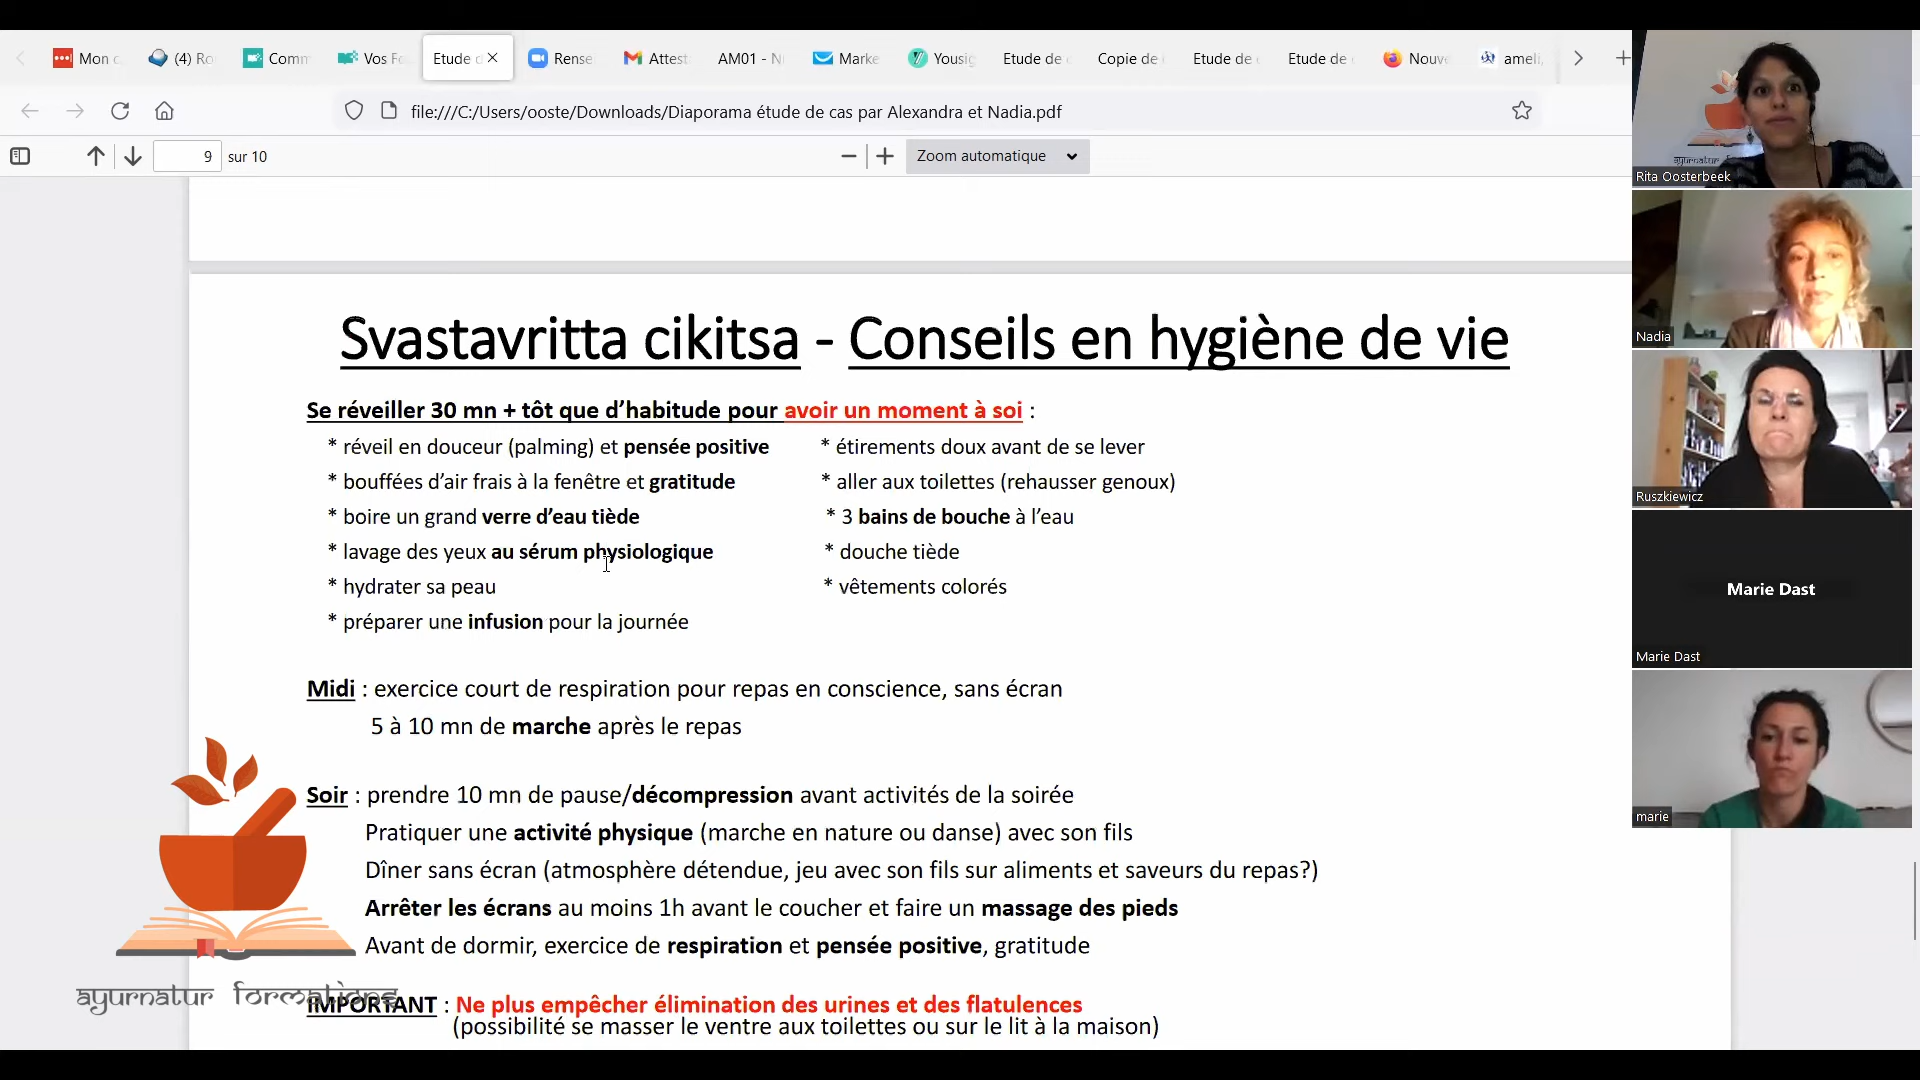 Mon c
(4) Ro
Comm
Vos Fo
Etude d
Rense
Attest
AM01 - N
Marke
Yousig
Etude de
Copie de
Etude de
Etude de
Nouv
ameli,
file:///C:/Users/ooste/Downloads/Diaporama étude de cas par Alexandra et Nadia.pdf
9 sur 10
Zoom automatique
Svastavritta cikitsa - Conseils en hygiène de vie
Se réveiller 30 mn + tôt que d’habitude pour avoir un moment à soi :
* réveil en douceur (palming) et pensée positive * étirements doux avant de se lever
* bouffées d’air frais à la fenêtre et gratitude * aller aux toilettes (rehausser genoux)
* boire un grand verre d’eau tiède * 3 bains de bouche à l’eau
* lavage des yeux au sérum physiologique * douche tiède
* hydrater sa peau * vêtements colorés
* préparer une infusion pour la journée
Midi : exercice court de respiration pour repas en conscience, sans écran
5 à 10 mn de marche après le repas
Soir : prendre 10 mn de pause/décompression avant activités de la soirée
Pratiquer une activité physique (marche en nature ou danse) avec son fils
Dîner sans écran (atmosphère détendue, jeu avec son fils sur aliments et saveurs du repas?)
Arrêter les écrans au moins 1h avant le coucher et faire un massage des pieds
Avant de dormir, exercice de respiration et pensée positive, gratitude
IMPORTANT : Ne plus empêcher élimination des urines et des flatulences
(possibilité se masser le ventre aux toilettes ou sur le lit à la maison)
ayurnatur formations
ayurnatur
Rita Oosterbeek
Nadia
Ruszkiewicz
Marie Dast
Marie Dast
marie